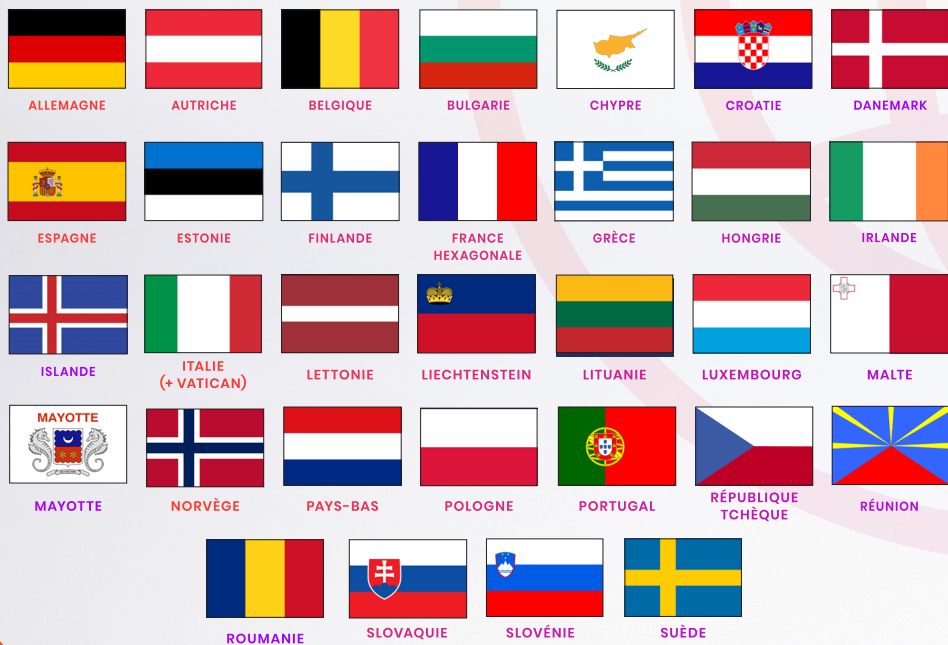 ALLEMAGNE
AUTRICHE
BELGIQUE
BULGARIE
CHYPRE
CROATIE
DANEMARK
ESPAGNE
ESTONIE
FINLANDE
FRANCE
HEXAGONALE
GRÈCE
HONGRIE
IRLANDE
ISLANDE
ITALIE
(+ VATICAN)
LETTONIE
LIECHTENSTEIN
LITUANIE
LUXEMBOURG
MALTE
MAYOTTE
MAYOTTE
NORVÈGE
PAYS-BAS
POLOGNE
PORTUGAL
RÉPUBLIQUE
TCHÈQUE
RÉUNION
ROUMANIE
SLOVAQUIE
SLOVÉNIE
SUÈDE